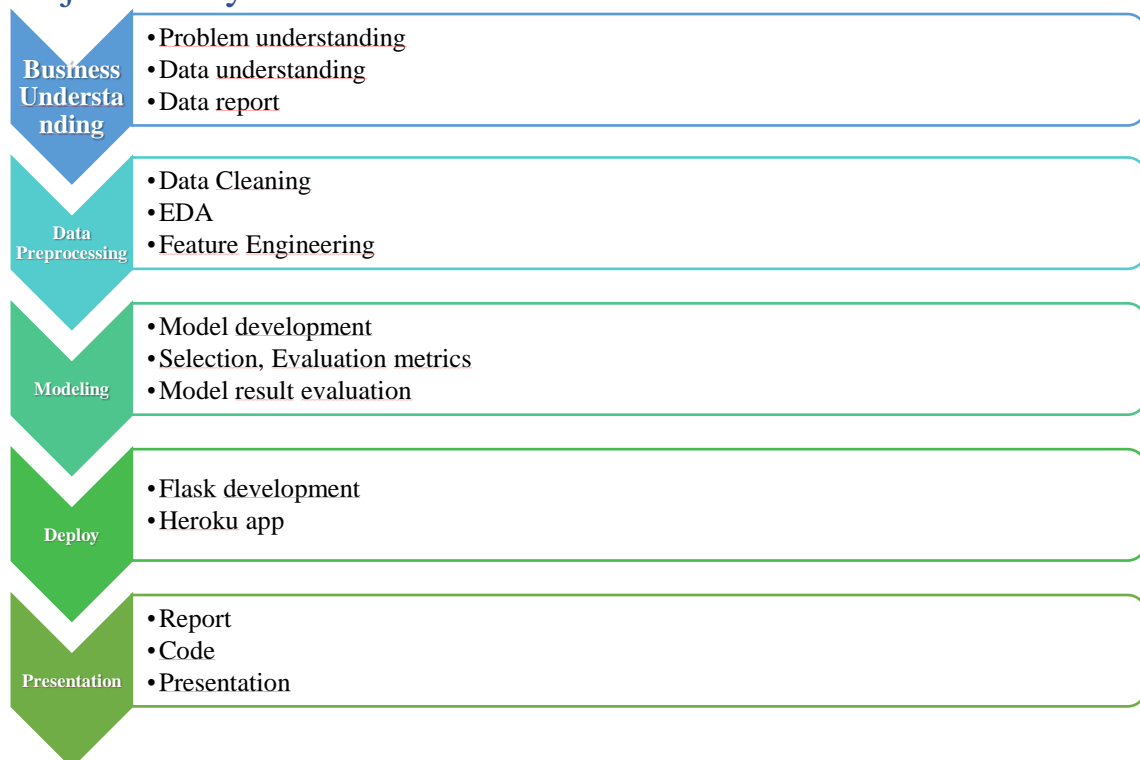 Business
Understa
nding
•Problem understanding
•Data understanding
•Data report
Data
Preprocessing
•Data Cleaning
•EDA
•Feature Engineering
Modeling
•Model development
•Selection, Evaluation metrics
•Model result evaluation
Deploy
•Flask development
•Heroku app
Presentation
•Report
•Code
•Presentation